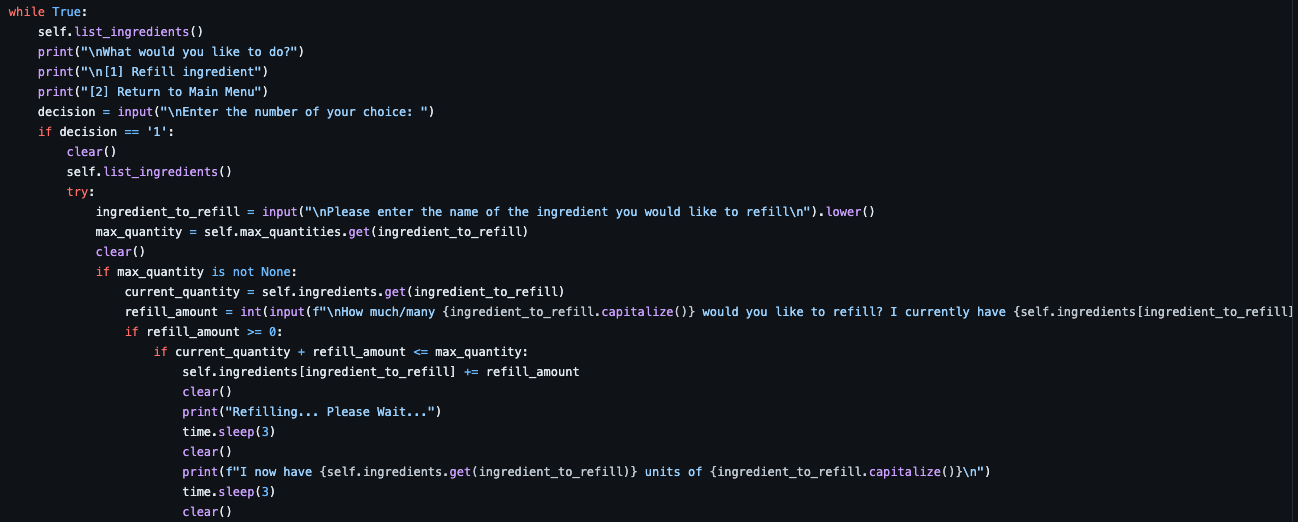 while True:
    self.list_ingredients()
    print("\nWhat would you like to do?")
    print("\n[1] Refill ingredient")
    print("[2] Return to Main Menu")
    decision = input("\nEnter the number of your choice: ")
    if decision == '1':
        clear()
        self.list_ingredients()
        try:
            ingredient_to_refill = input("\nPlease enter the name of the ingredient you would like to refill\n").lower()
            max_quantity = self.max_quantities.get(ingredient_to_refill)
            clear()
            if max_quantity is not None:
                current_quantity = self.ingredients.get(ingredient_to_refill)
                refill_amount = int(input(f"\nHow much/many {ingredient_to_refill.capitalize()} would you like to refill? I currently have {self.ingredients[ingredient_to_refill]
                if refill_amount >= 0:
                    if current_quantity + refill_amount <= max_quantity:
                        self.ingredients[ingredient_to_refill] += refill_amount
                        clear()
                        print("Refilling... Please Wait...")
                        time.sleep(3)
                        clear()
                        print(f"I now have {self.ingredients.get(ingredient_to_refill)} units of {ingredient_to_refill.capitalize()}\n")
                        time.sleep(3)
                        clear()